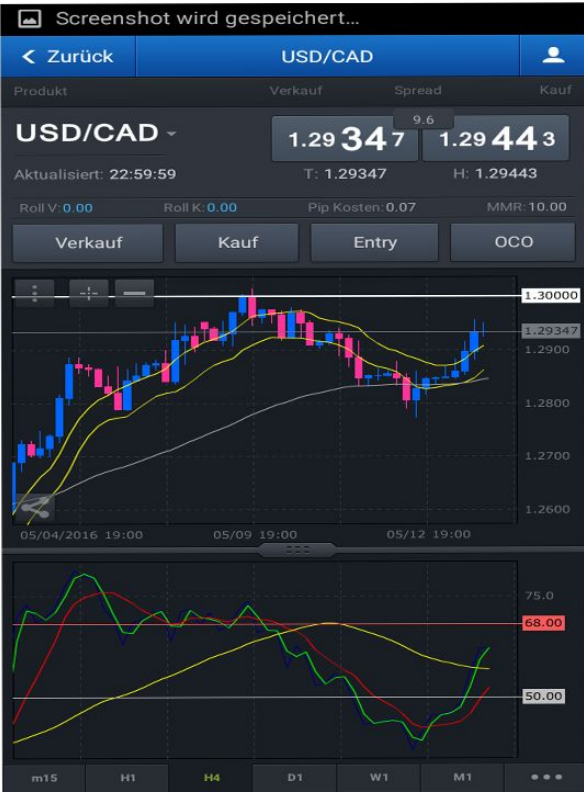 Screenshot wird gespeichert...
Zurück USD/CAD
Produkt Verkauf Spread Kauf
9.6
USD/CAD 1.29 34 7 1.29 44 3
Aktualisiert: 22:59:59 T: 1.29347 H: 1.29443
Roll V:0.00 Roll K:0.00 Pip Kosten:0.07 MMR:10.00
Verkauf Kauf Entry OCO
1.30000
1.29347
1.2900
1.2800
1.2700
1.2600
05/04/2016 19:00 05/09 19:00 05/12 19:00
75.0
68.00
50.00
m15 H1 H4 D1 W1 M1